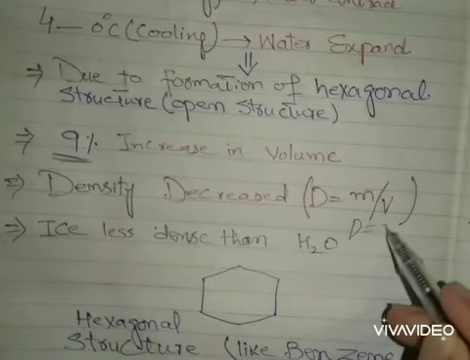 4 - 0°C (Cooling) → Water Expand
⇒ Due to formation of hexagonal
Structure (open structure)
⇒ 9% Increase in Volume
⇒ Density Decreased (D = m/v)
⇒ Ice less dense than H₂O D =
Hexagonal
Structure (like Benzene
VIVAVIDEO